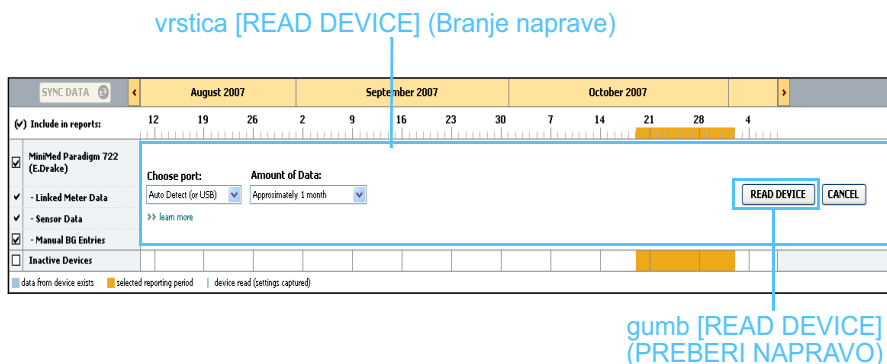 vrstica [READ DEVICE] (Branje naprave)
SYNC DATA < August 2007 September 2007 October 2007 >
(✓) Include in reports: 12 19 26 2 9 16 23 30 7 14 21 28 4
MiniMed Paradigm 722
(E.Drake)
Choose port: Amount of Data:
Auto Detect (or USB) Approximately 1 month READ DEVICE CANCEL
- Linked Meter Data
>> learn more
- Sensor Data
- Manual BG Entries
Inactive Devices
data from device exists selected reporting period device read (settings captured)
gumb [READ DEVICE]
(PREBERI NAPRAVO)